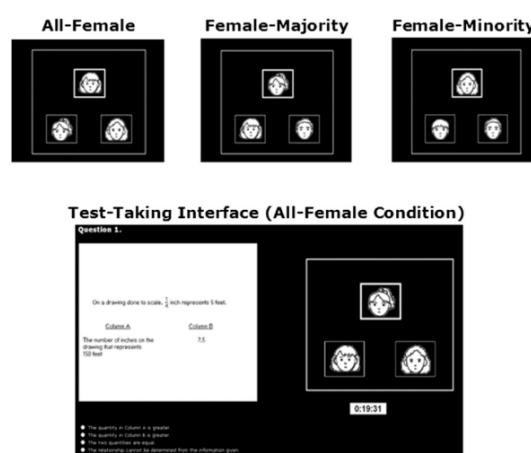 All-Female
Female-Majority
Female-Minority
Test-Taking Interface (All-Female Condition)
Question 1.
On a drawing done to scale, 1/4 inch represents 5 feet.
Column A
Column B
The number of inches on the
7.5
drawing that represents
150 feet
0:19:31
The quantity in Column A is greater.
The quantity in Column B is greater.
The two quantities are equal.
The relationship cannot be determined from the information given.